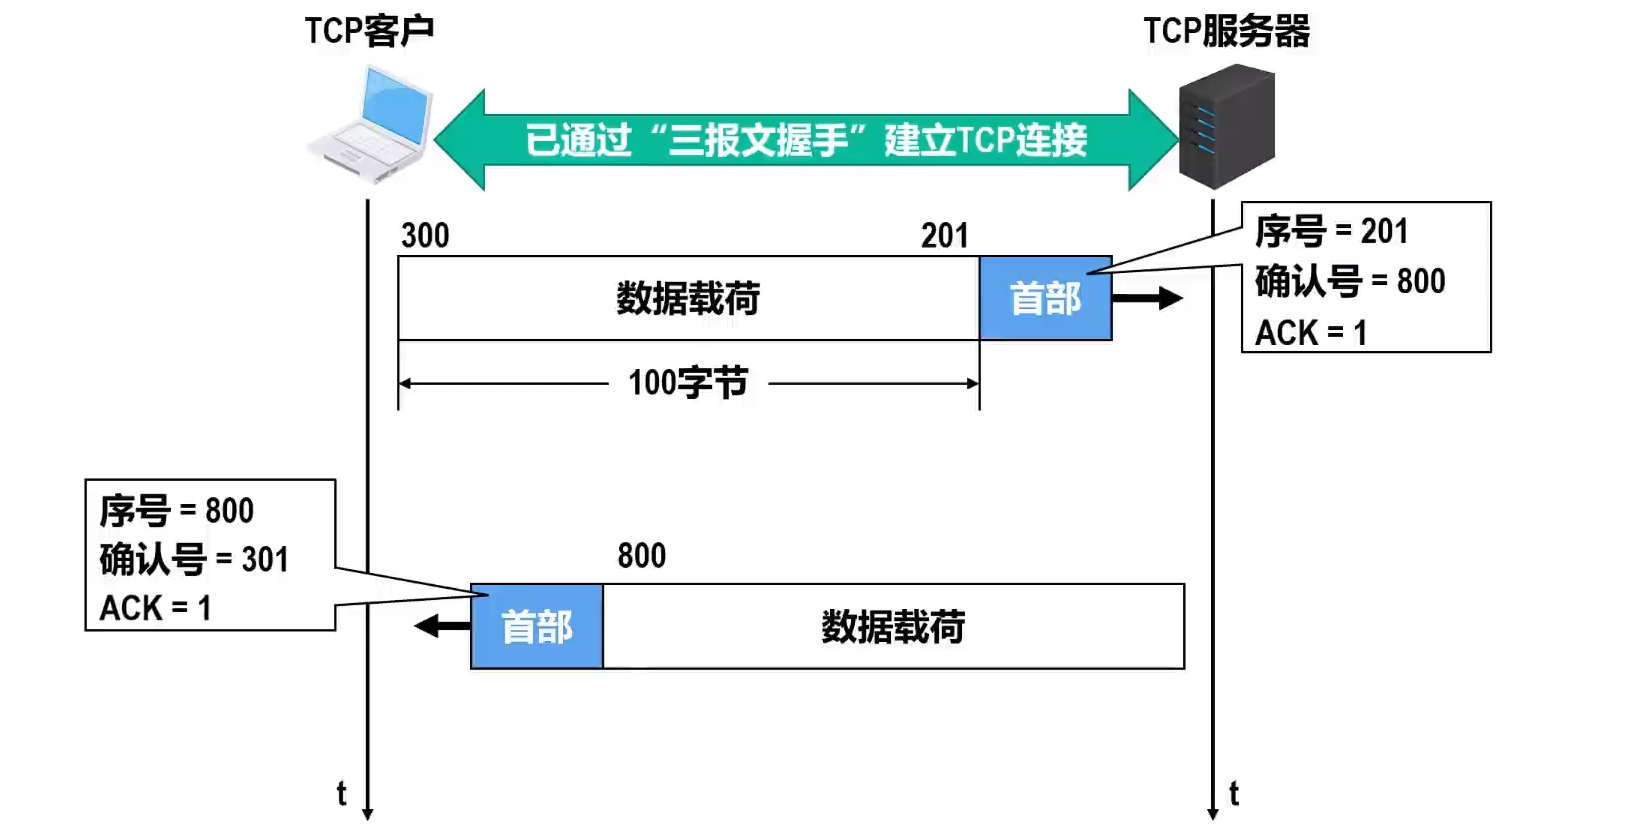 TCP客户
TCP服务器
已通过“三报文握手”建立TCP连接
300
201
数据载荷
首部
序号 = 201
确认号 = 800
ACK = 1
100字节
序号 = 800
确认号 = 301
ACK = 1
800
首部
数据载荷
t
t